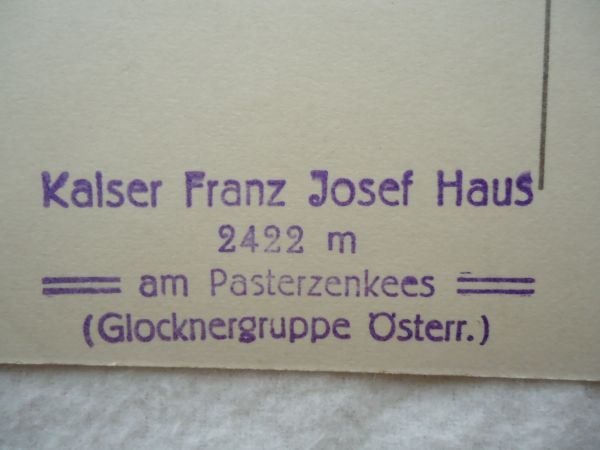 Kaiser Franz Josef Haus
2422 m
am Pasterzenkees
(Glocknergruppe Österr.)